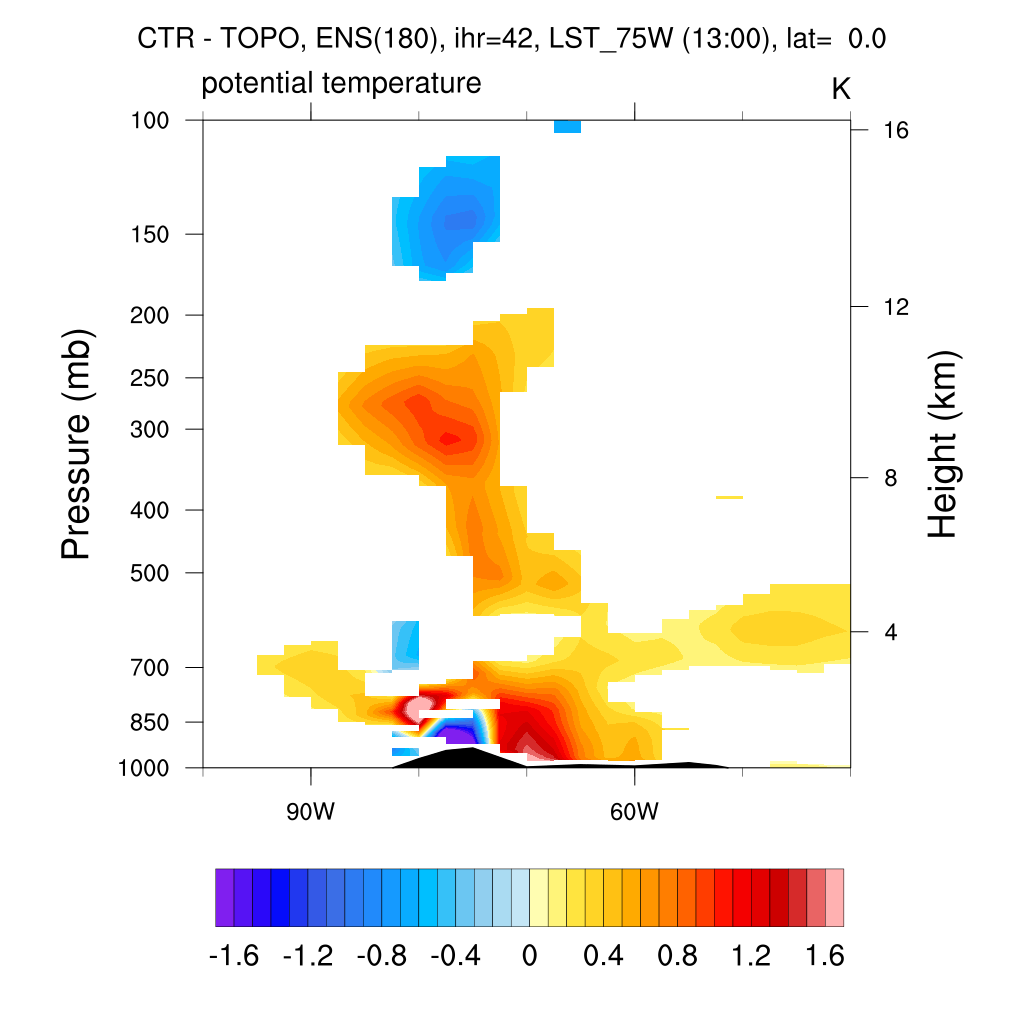 CTR - TOPO, ENS(180), ihr=42, LST_75W (13:00), lat=  0.0
potential temperature K
100
150
200
250
300
400
500
700
850
1000
Pressure (mb)
16
12
8
4
Height (km)
90W 60W
-1.6 -1.2 -0.8 -0.4 0 0.4 0.8 1.2 1.6